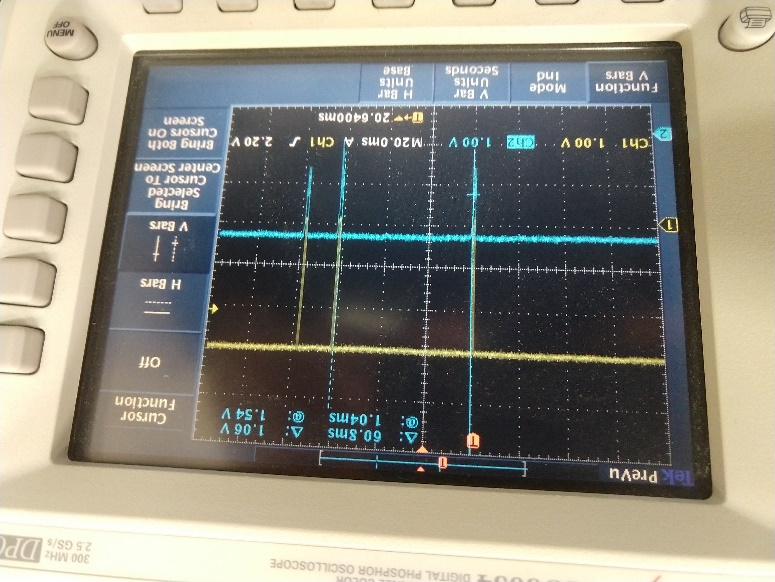 DIGITAL PHOSPHOR OSCILLOSCOPE
300 MHz
2.5 GS/s
DPO
Tek PreVu
T
T
Δ: 60.8ms Δ: 1.06 V
@: 1.04ms @: 1.54 V
Cursor
Function
Off
H Bars
V Bars
Bring
Selected
Cursor To
Center Screen
Bring Both
Cursors On
Screen
1
2
Ch1 1.00 V Ch2 1.00 V M20.0ms A Ch1 2.20 V
20.6400ms
Function
V Bars
Mode
Ind
V Bar
Units
Seconds
H Bar
Units
Base
MENU
OFF